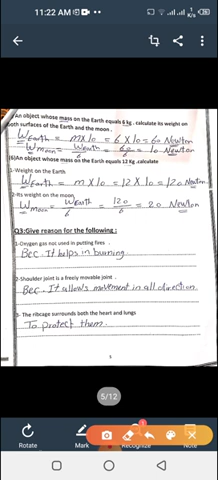 11:22 AM
K/s
An object whose mass on the Earth equals 6 kg , calculate its weight on
both surfaces of the Earth and the moon .
W Earth = m X 10 = 6 X 10 = 60 Newton
W moon = W Earth / 6 = 60 / 6 = 10 Newton
(6)An object whose mass on the Earth equals 12 kg ,calculate
1-Weight on the Earth
W Earth = m X 10 = 12 X 10 = 120 Newton
2-Its weight on the moon
W moon = W Earth / 6 = 120 / 6 = 20 Newton
Q3:Give reason for the following :
1-Oxygen gas not used in putting fires .
Bec. It helps in burning
2-Shoulder joint is a freely movable joint .
Bec. It allows movement in all direction
3- The ribcage surrounds both the heart and lungs
To protect them.
5
5/12
Rotate
Mark
Recognize
Note